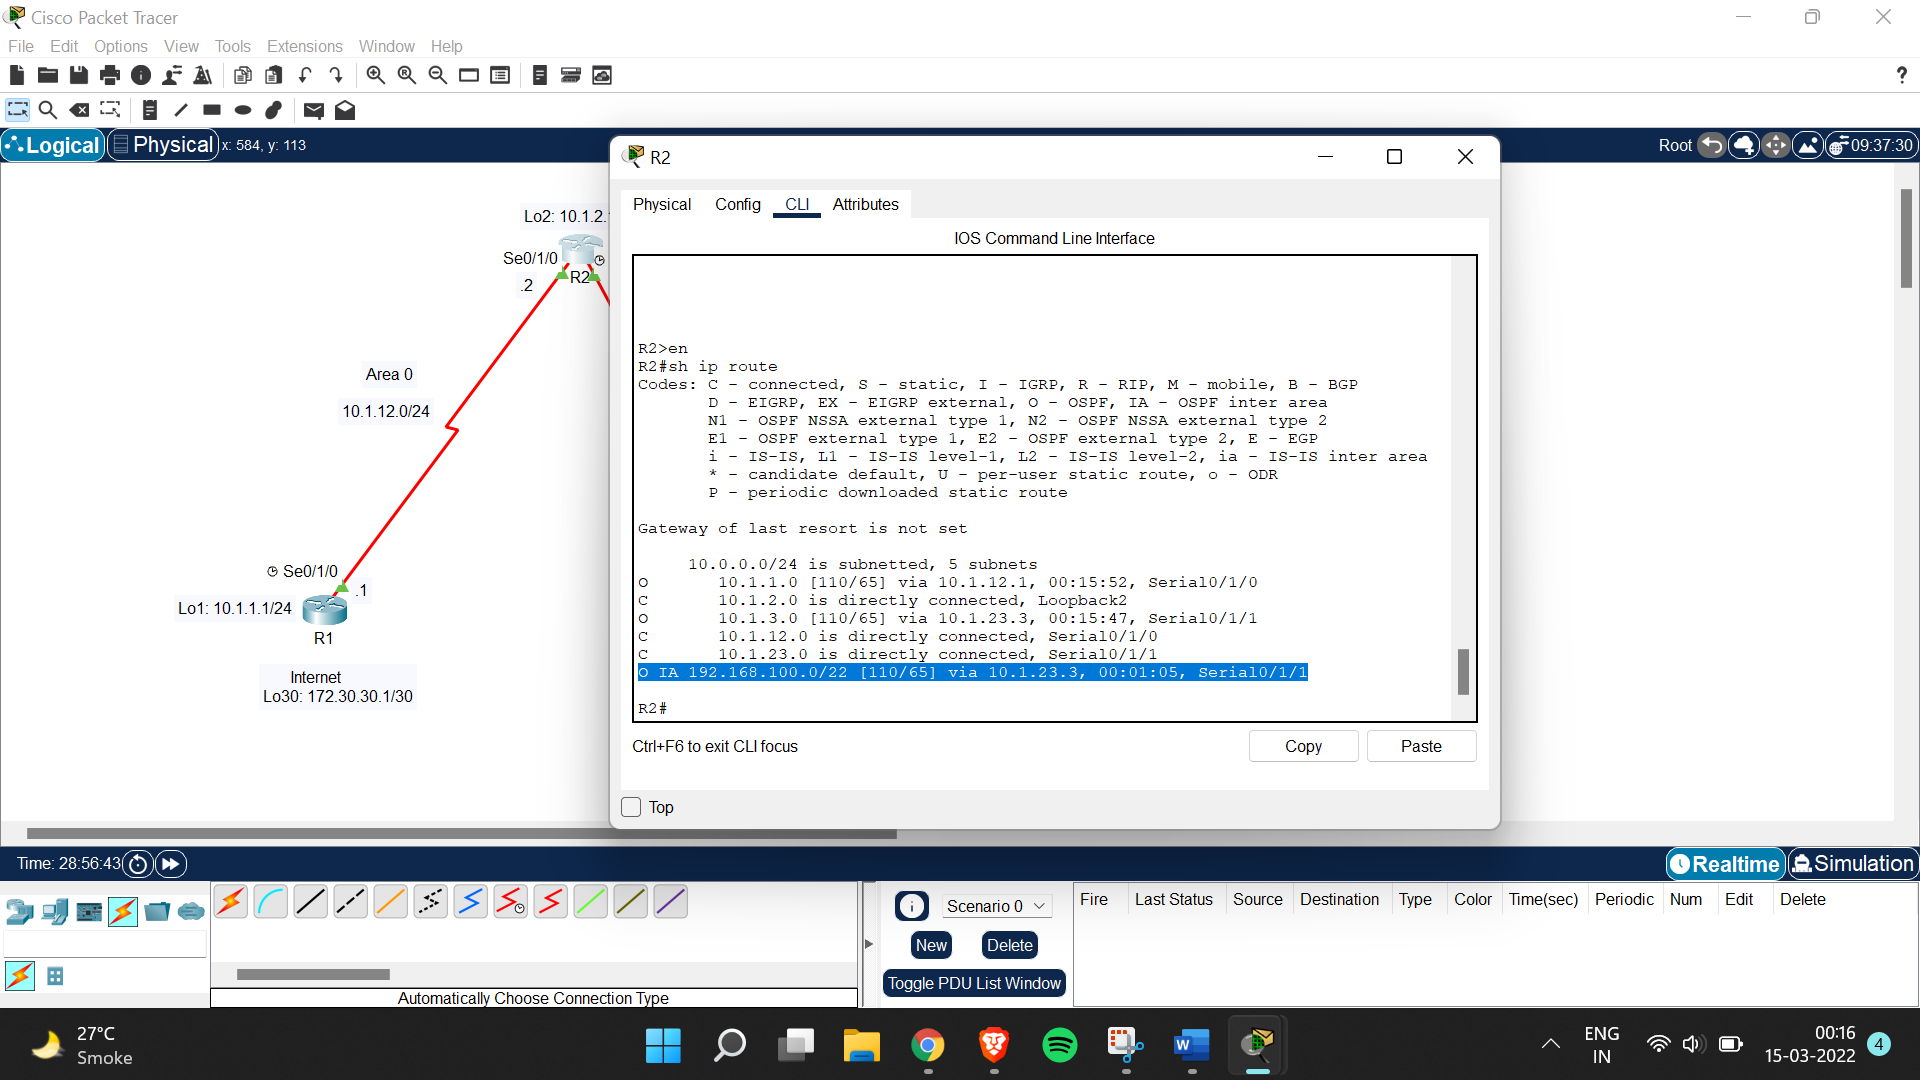 Cisco Packet Tracer
File Edit Options View Tools Extensions Window Help
?
Logical Physical x: 584, y: 113
Root 09:37:30
Lo2: 10.1.2.
Se0/1/0
R2
.2
Area 0
10.1.12.0/24
Se0/1/0
.1
Lo1: 10.1.1.1/24
R1
Internet
Lo30: 172.30.30.1/30
R2
Physical Config CLI Attributes
IOS Command Line Interface
R2>en
R2#sh ip route
Codes: C - connected, S - static, I - IGRP, R - RIP, M - mobile, B - BGP
D - EIGRP, EX - EIGRP external, O - OSPF, IA - OSPF inter area
N1 - OSPF NSSA external type 1, N2 - OSPF NSSA external type 2
E1 - OSPF external type 1, E2 - OSPF external type 2, E - EGP
i - IS-IS, L1 - IS-IS level-1, L2 - IS-IS level-2, ia - IS-IS inter area
* - candidate default, U - per-user static route, o - ODR
P - periodic downloaded static route
Gateway of last resort is not set
10.0.0.0/24 is subnetted, 5 subnets
O 10.1.1.0 [110/65] via 10.1.12.1, 00:15:52, Serial0/1/0
C 10.1.2.0 is directly connected, Loopback2
O 10.1.3.0 [110/65] via 10.1.23.3, 00:15:47, Serial0/1/1
C 10.1.12.0 is directly connected, Serial0/1/0
C 10.1.23.0 is directly connected, Serial0/1/1
O IA 192.168.100.0/22 [110/65] via 10.1.23.3, 00:01:05, Serial0/1/1
R2#
Ctrl+F6 to exit CLI focus
Copy Paste
Top
Time: 28:56:43
Realtime Simulation
Scenario 0
New Delete
Toggle PDU List Window
Fire Last Status Source Destination Type Color Time(sec) Periodic Num Edit Delete
Automatically Choose Connection Type
27°C
Smoke
W
ENG
IN
00:16
15-03-2022
4